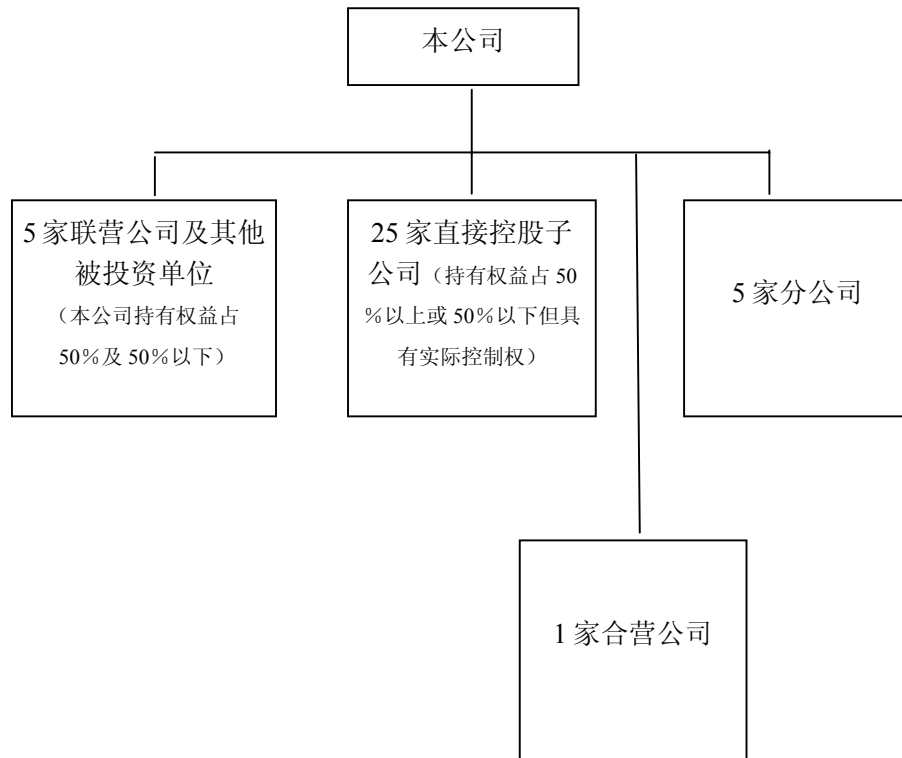 本公司
5 家联营公司及其他
被投资单位
（本公司持有权益占
50％及 50％以下）
25 家直接控股子
公司（持有权益占 50
％以上或 50％以下但具
有实际控制权）
5 家分公司
1 家合营公司